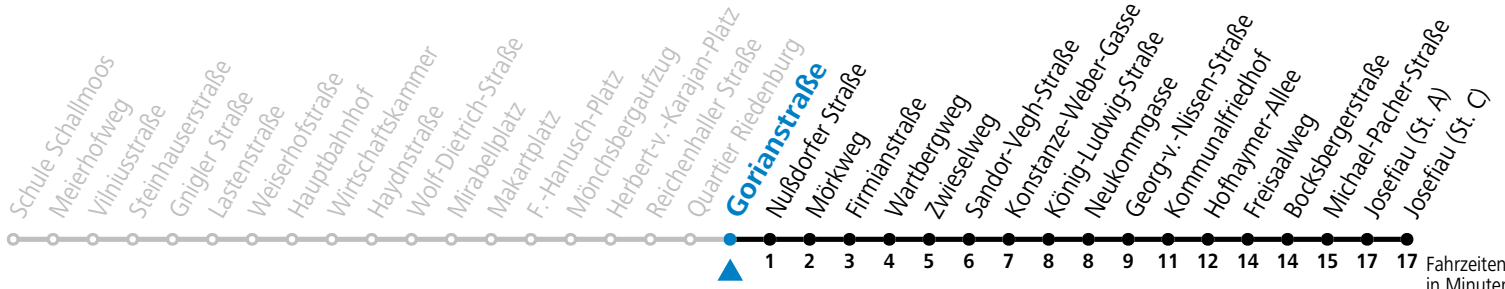 Schule Schallmoos
Meierhofweg
Vilniusstraße
Steinhauserstraße
Gnigler Straße
Lastenstraße
Weiserhofstraße
Hauptbahnhof
Wirtschaftskammer
Haydnstraße
Wolf-Dietrich-Straße
Mirabellplatz
Makartplatz
F.-Hanusch-Platz
Mönchsbergaufzug
Herbert-v.-Karajan-Platz
Reichenhaller Straße
Quartier Riedenburg
Gorianstraße
Nußdorfer Straße
Mörkweg
Firmianstraße
Wartbergweg
Zwieselweg
Sandor-Vegh-Straße
Konstanze-Weber-Gasse
König-Ludwig-Straße
Neukommgasse
Georg-v.-Nissen-Straße
Kommunalfriedhof
Hofhaymer-Allee
Freisaalweg
Bocksbergerstraße
Michael-Pacher-Straße
Josefiau (St. A)
Josefiau (St. C)
1 2 3 4 5 6 7 8 8 9 11 12 14 14 15 17 17
Fahrzeiten
in Minuten